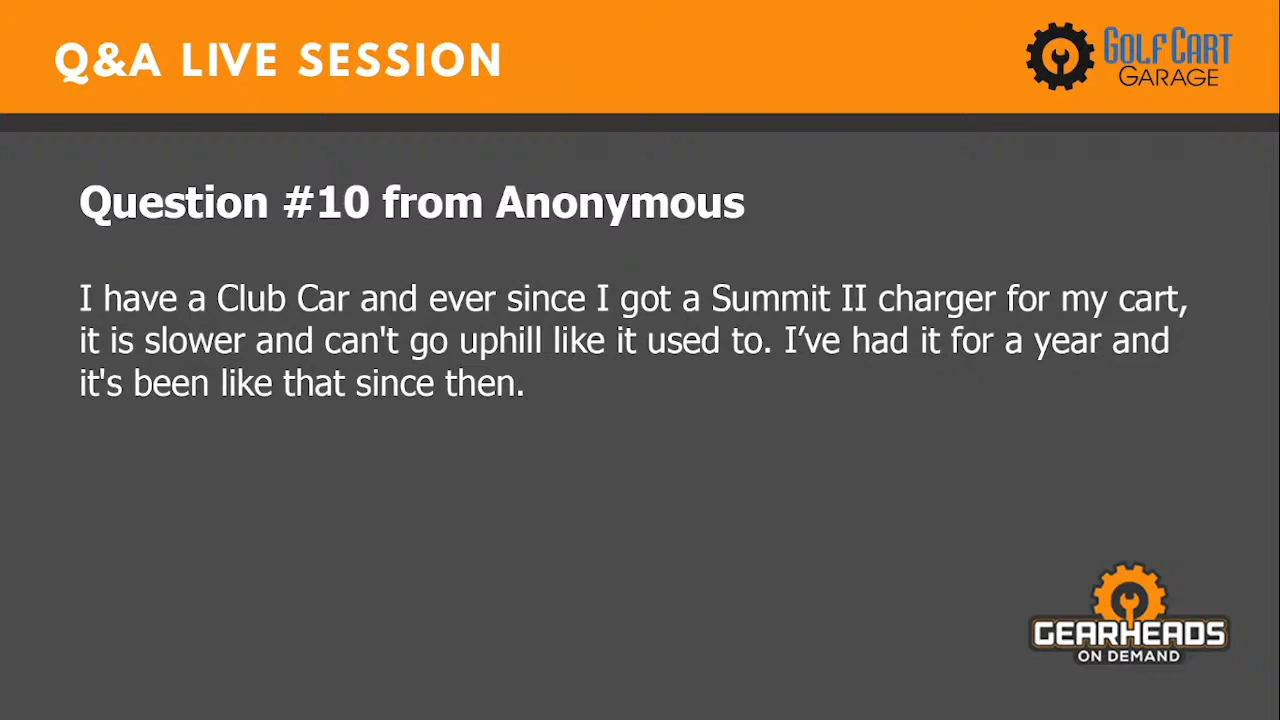 Q&A LIVE SESSION
GOLF CART
GARAGE
Question #10 from Anonymous
I have a Club Car and ever since I got a Summit II charger for my cart,
it is slower and can't go uphill like it used to. I’ve had it for a year and
it's been like that since then.
GEARHEADS
ON DEMAND